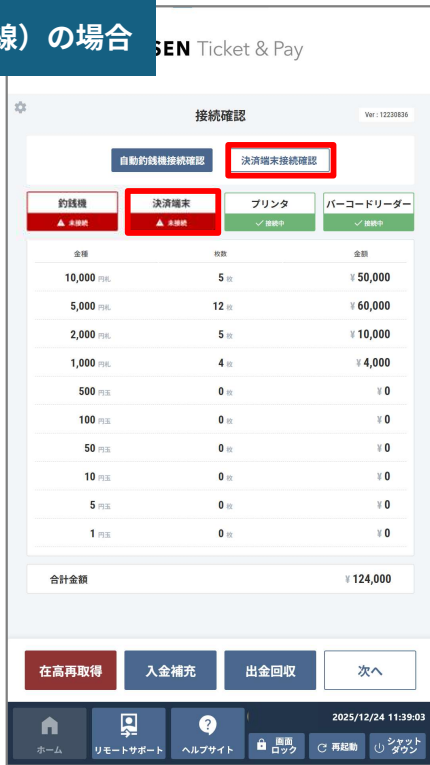 線）の場合
SEN Ticket & Pay
接続確認
Ver : 12230836
自動釣銭機接続確認 決済端末接続確認
釣銭機 決済端末 プリンタ バーコードリーダー
未接続 未接続 接続中 接続中
金種 枚数 金額
10,000 円札 5 枚 ¥ 50,000
5,000 円札 12 枚 ¥ 60,000
2,000 円札 5 枚 ¥ 10,000
1,000 円札 4 枚 ¥ 4,000
500 円玉 0 枚 ¥ 0
100 円玉 0 枚 ¥ 0
50 円玉 0 枚 ¥ 0
10 円玉 0 枚 ¥ 0
5 円玉 0 枚 ¥ 0
1 円玉 0 枚 ¥ 0
合計金額 ¥ 124,000
在高再取得 入金補充 出金回収 次へ
2025/12/24 11:39:03
ホーム リモートサポート ヘルプサイト 画面ロック 再起動 シャットダウン